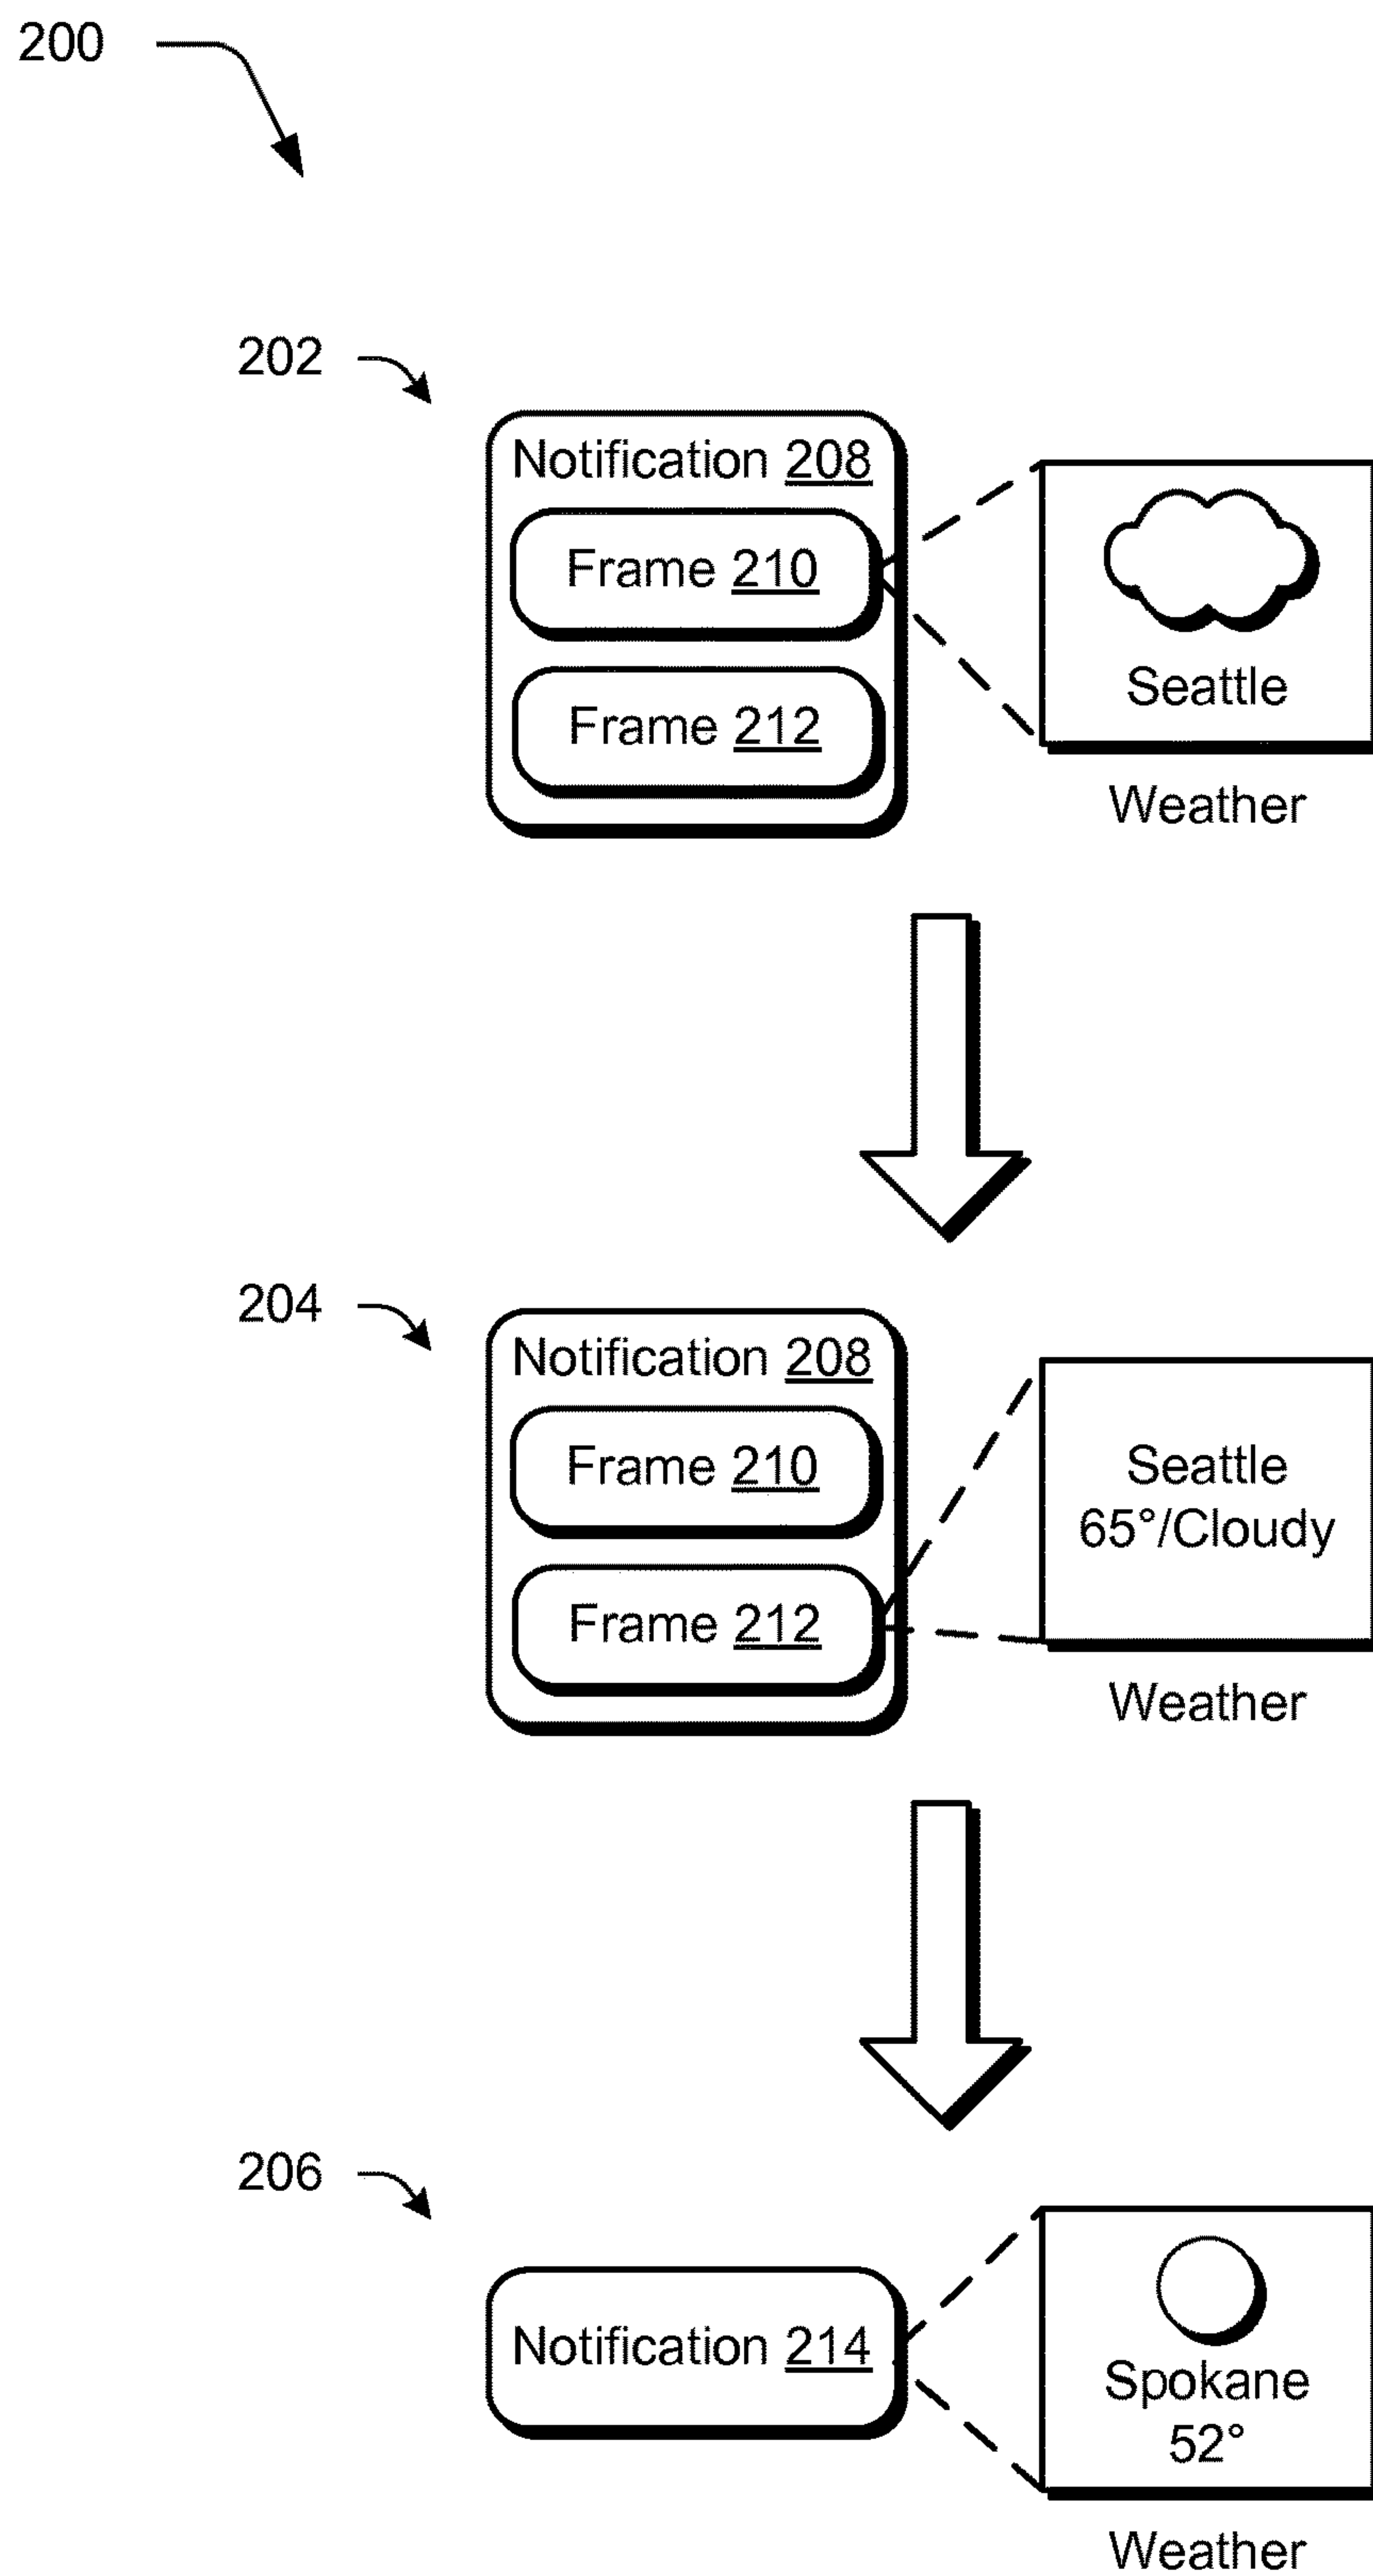 200
202
Notification 208
Frame 210
Frame 212
Seattle
Weather
204
Notification 208
Frame 210
Frame 212
Seattle
65°/Cloudy
Weather
206
Notification 214
Spokane
52°
Weather